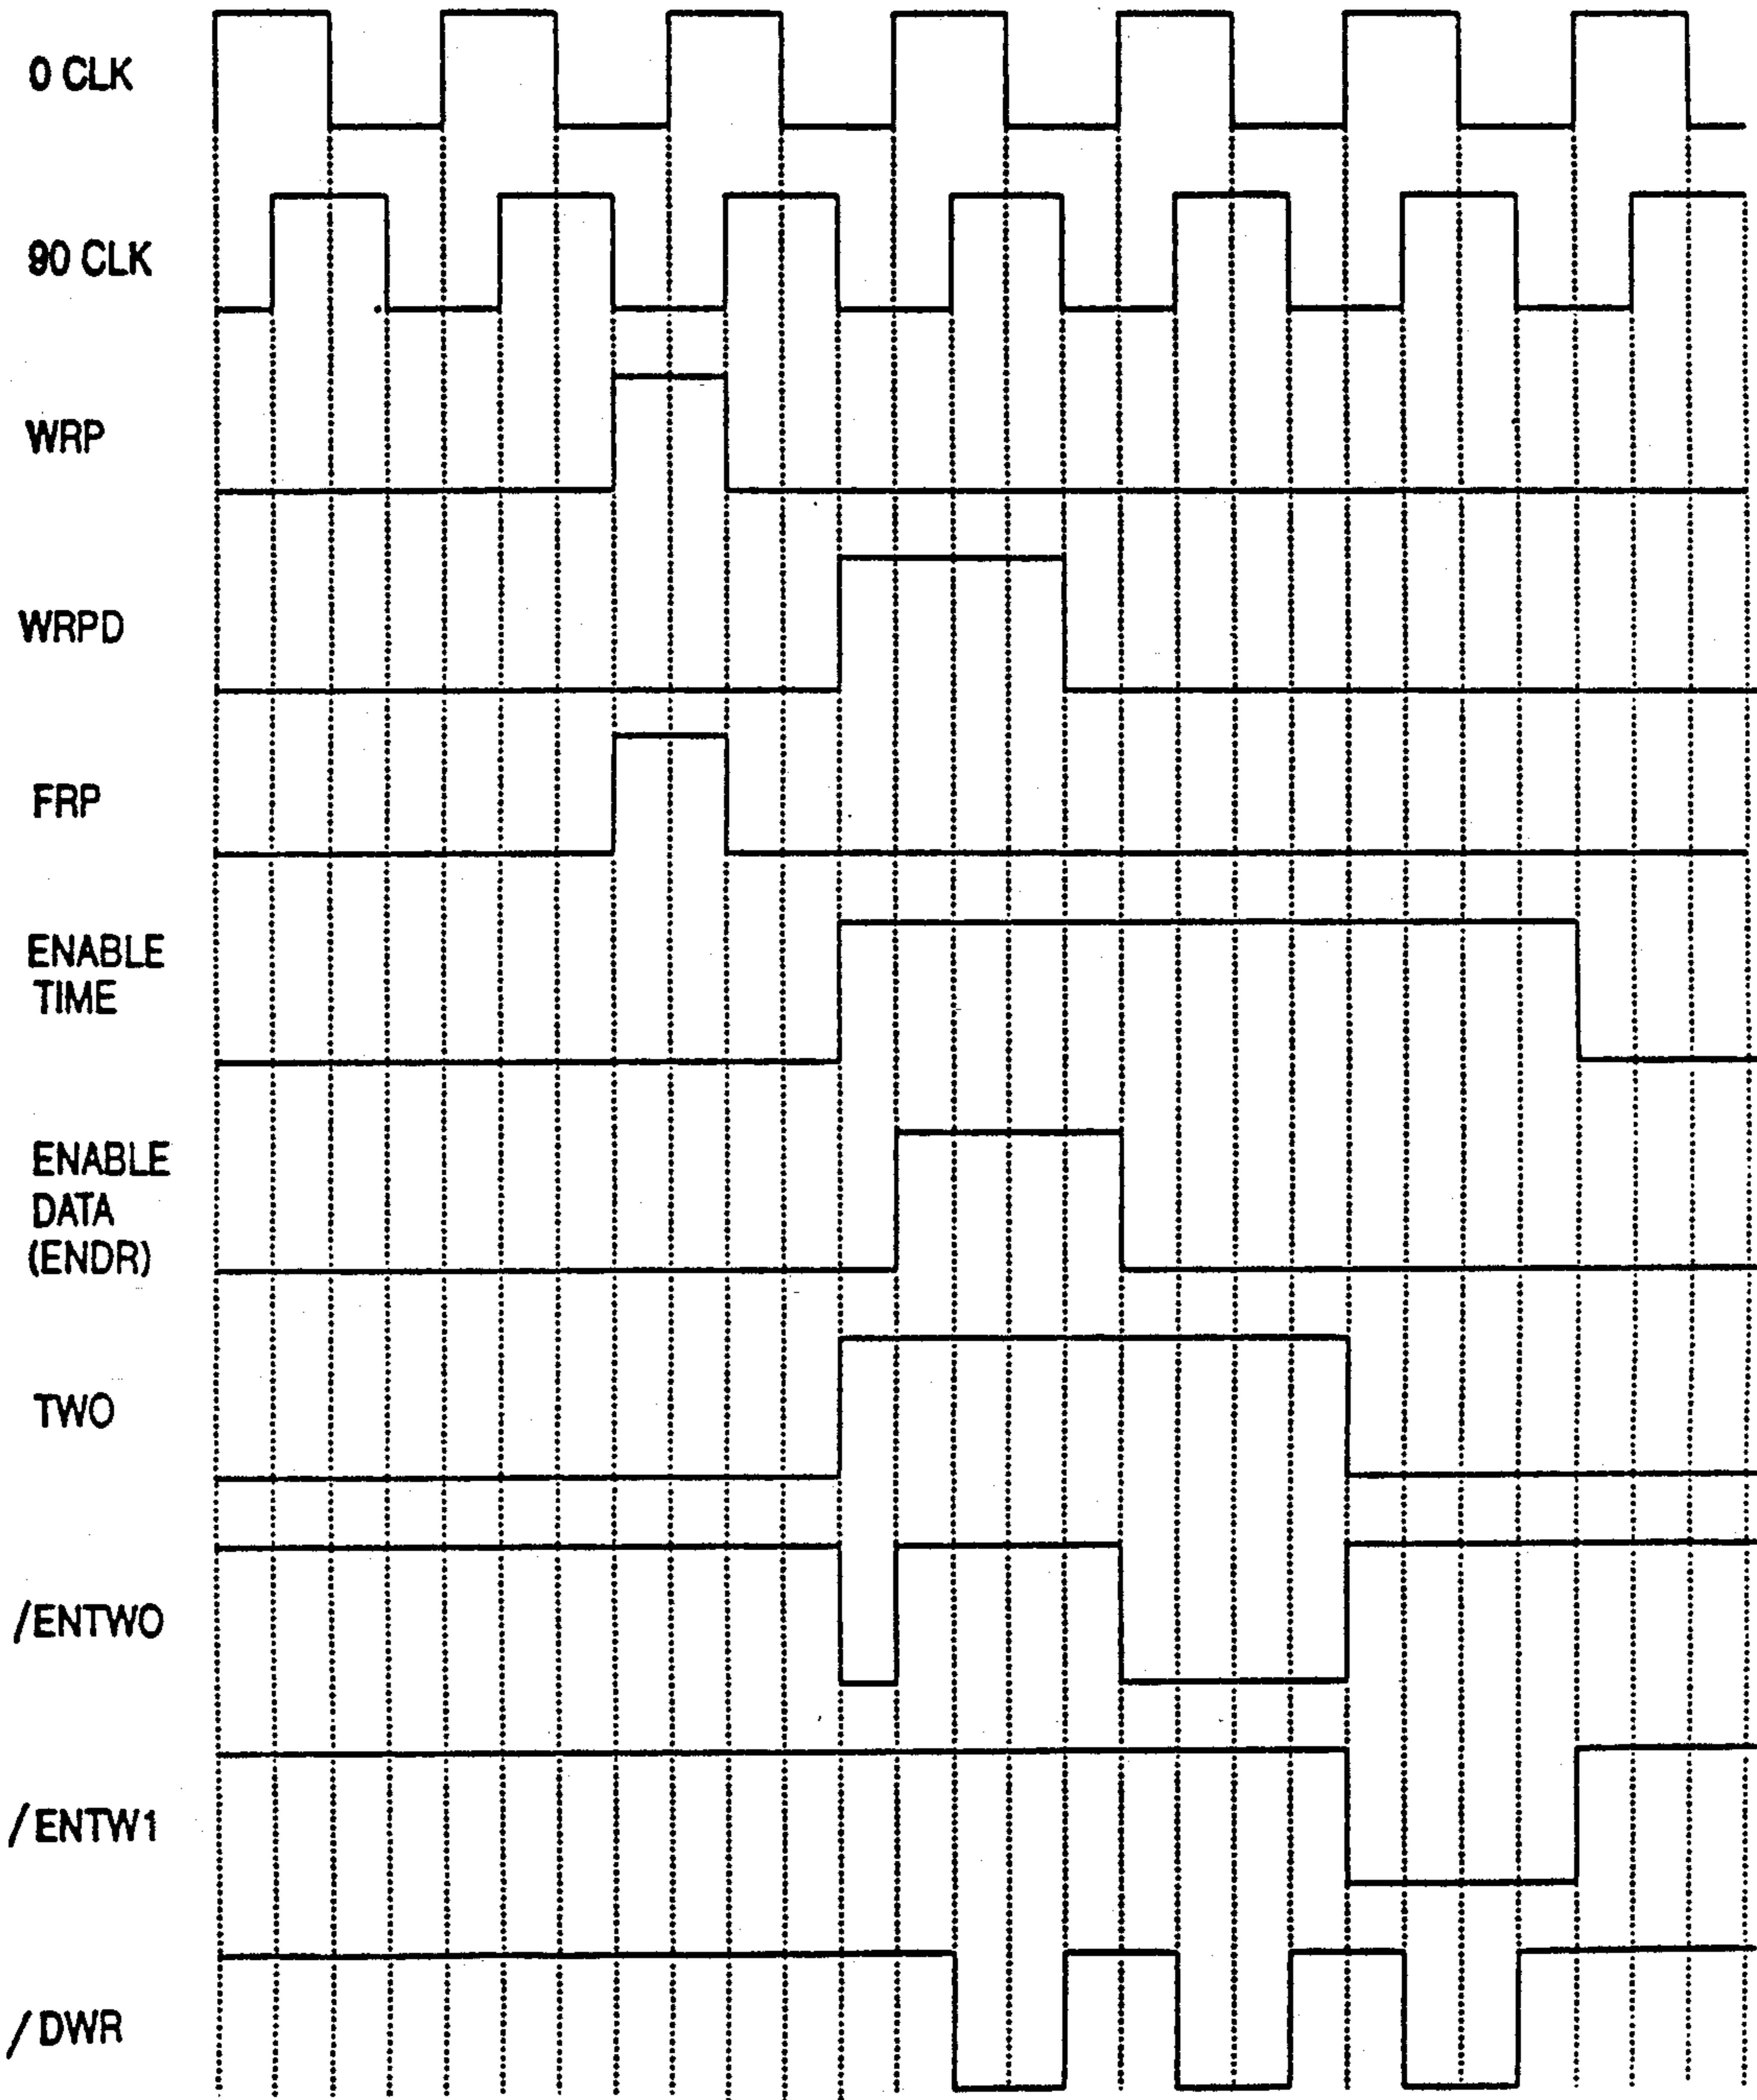 0 CLK
90 CLK
WRP
WRPD
FRP
ENABLE
TIME
ENABLE
DATA
(ENDR)
TWO
/ENTWO
/ENTW1
/DWR